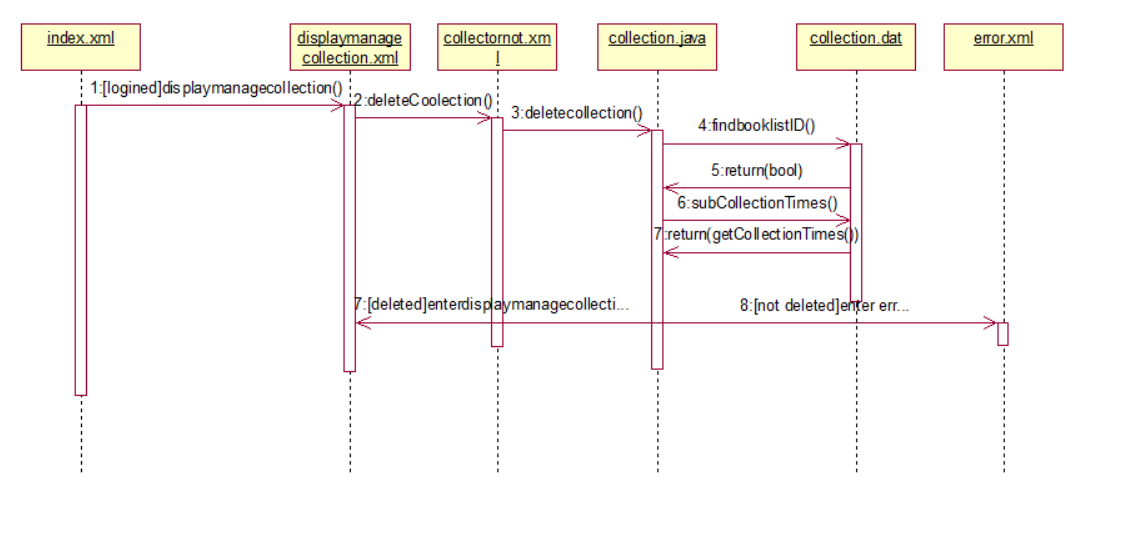 index.xml
displaymanage
collection.xml
collectornot.xm
l
collection.java
collection.dat
error.xml
1:[logined]displaymanagecollection()
2:deleteCoolection()
3:deletecollection()
4:findbooklistID()
5:return(bool)
6:subCollectionTimes()
7:return(getCollectionTimes())
7:[deleted]enterdisplaymanagecollecti...
8:[not deleted]enter err...